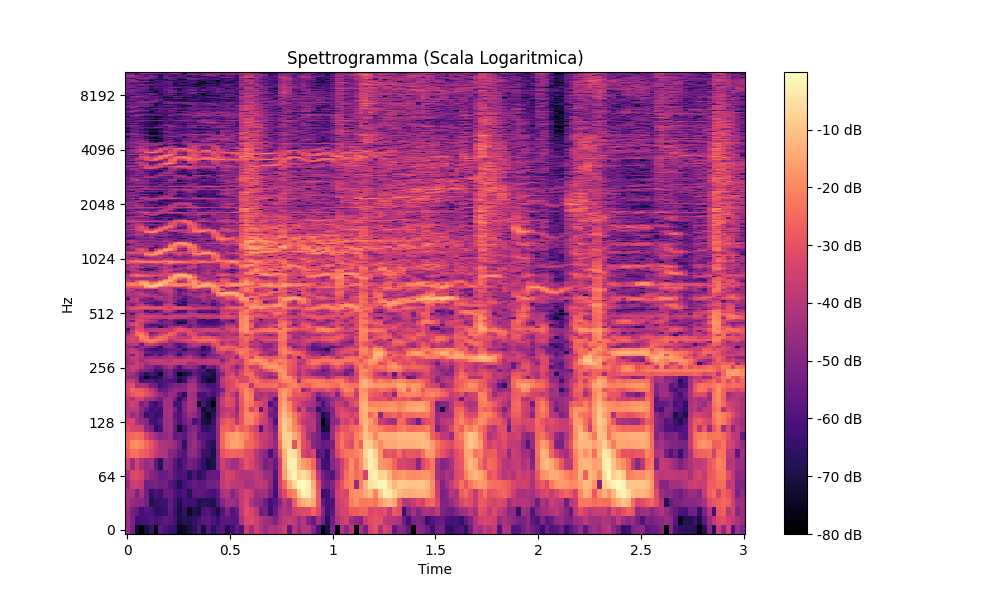 Spettrogramma (Scala Logaritmica)
8192
4096
2048
1024
512
256
128
64
0
Hz
0
0.5
1
1.5
2
2.5
3
Time
-10 dB
-20 dB
-30 dB
-40 dB
-50 dB
-60 dB
-70 dB
-80 dB